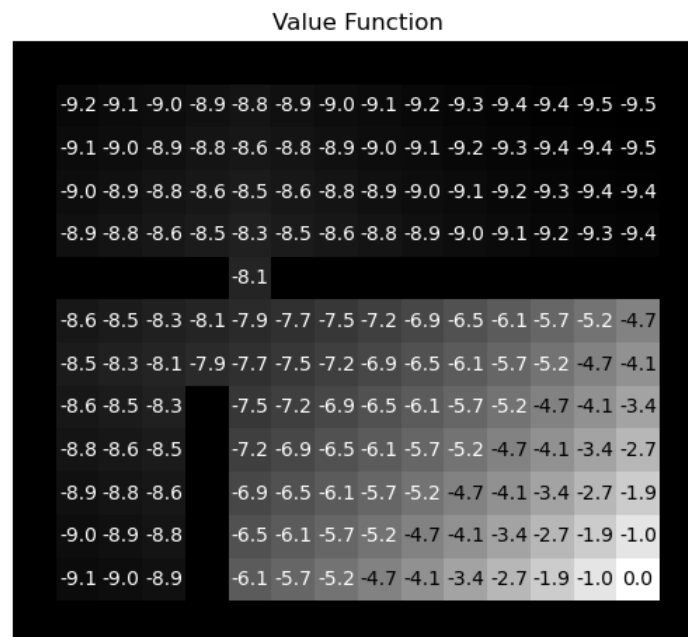 Value Function
-9.2 -9.1 -9.0 -8.9 -8.8 -8.9 -9.0 -9.1 -9.2 -9.3 -9.4 -9.4 -9.5 -9.5
-9.1 -9.0 -8.9 -8.8 -8.6 -8.8 -8.9 -9.0 -9.1 -9.2 -9.3 -9.4 -9.4 -9.5
-9.0 -8.9 -8.8 -8.6 -8.5 -8.6 -8.8 -8.9 -9.0 -9.1 -9.2 -9.3 -9.4 -9.4
-8.9 -8.8 -8.6 -8.5 -8.3 -8.5 -8.6 -8.8 -8.9 -9.0 -9.1 -9.2 -9.3 -9.4
-8.1
-8.6 -8.5 -8.3 -8.1 -7.9 -7.7 -7.5 -7.2 -6.9 -6.5 -6.1 -5.7 -5.2 -4.7
-8.5 -8.3 -8.1 -7.9 -7.7 -7.5 -7.2 -6.9 -6.5 -6.1 -5.7 -5.2 -4.7 -4.1
-8.6 -8.5 -8.3 -7.5 -7.2 -6.9 -6.5 -6.1 -5.7 -5.2 -4.7 -4.1 -3.4
-8.8 -8.6 -8.5 -7.2 -6.9 -6.5 -6.1 -5.7 -5.2 -4.7 -4.1 -3.4 -2.7
-8.9 -8.8 -8.6 -6.9 -6.5 -6.1 -5.7 -5.2 -4.7 -4.1 -3.4 -2.7 -1.9
-9.0 -8.9 -8.8 -6.5 -6.1 -5.7 -5.2 -4.7 -4.1 -3.4 -2.7 -1.9 -1.0
-9.1 -9.0 -8.9 -6.1 -5.7 -5.2 -4.7 -4.1 -3.4 -2.7 -1.9 -1.0 0.0